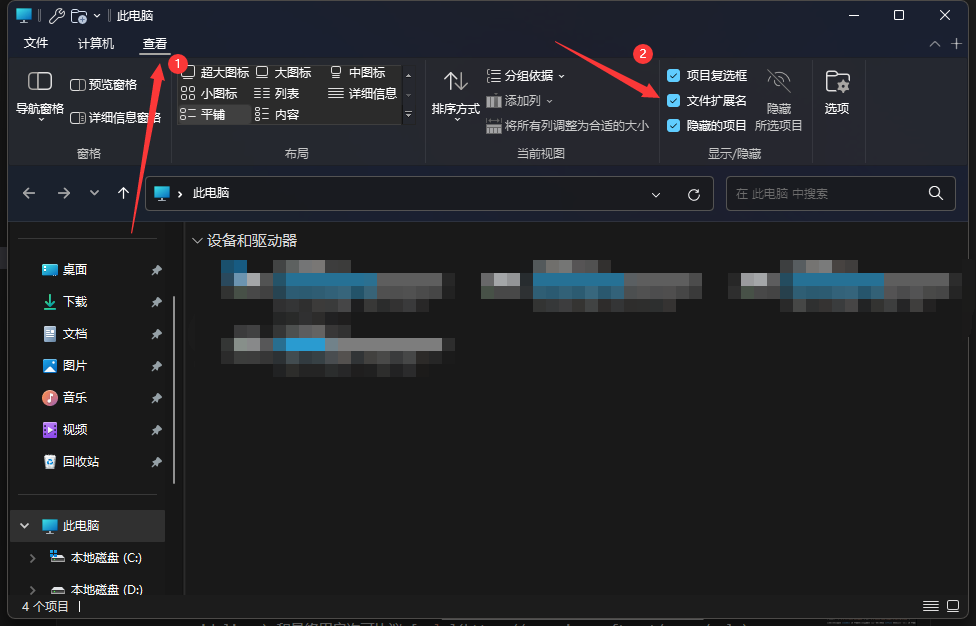 此电脑
文件 计算机 查看
1 2
导航窗格 预览窗格 详细信息窗格
窗格
超大图标 大图标 中图标
小图标 列表 详细信息
平铺 内容
布局
排序方式 分组依据
添加列
将所有列调整为合适的大小
当前视图
项目复选框
文件扩展名
隐藏的项目
隐藏
所选项目
显示/隐藏
选项
此电脑
在 此电脑 中搜索
设备和驱动器
桌面
下载
文档
图片
音乐
视频
回收站
此电脑
本地磁盘 (C:)
本地磁盘 (D:)
4 个项目